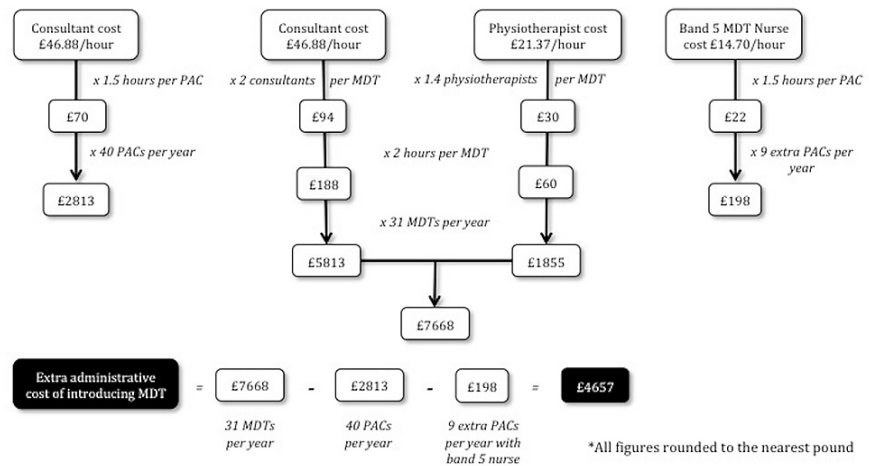 Consultant cost
£46.88/hour
Consultant cost
£46.88/hour
Physiotherapist cost
£21.37/hour
Band 5 MDT Nurse
cost £14.70/hour
x 1.5 hours per PAC
x 2 consultants per MDT
x 1.4 physiotherapists per MDT
x 1.5 hours per PAC
£70
£94
£30
£22
x 40 PACs per year
x 2 hours per MDT
x 9 extra PACs per
year
£2813
£188
£60
£198
x 31 MDTs per year
£5813
£1855
£7668
Extra administrative
cost of introducing MDT
= £7668 - £2813 - £198 = £4657
31 MDTs
per year
40 PACs
per year
9 extra PACs
per year with
band 5 nurse
*All figures rounded to the nearest pound